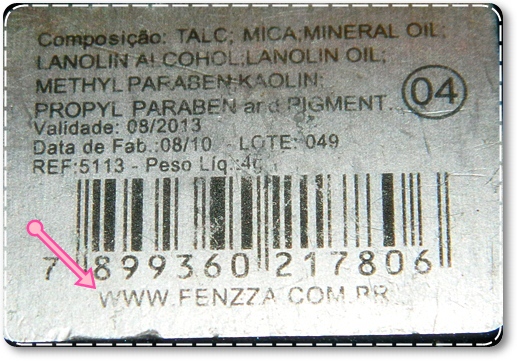 Composição: TALC; MICA;MINERAL OIL;
LANOLIN ALCOHOL;LANOLIN OIL;
METHYL PARABEN;KAOLIN;
PROPYL PARABEN and PIGMENT..
04
Validade: 08/2013
Data de Fab.:08/10 - LOTE: 049
REF:5113 - Peso Líq.:4g
7 899360 217806
WWW.FENZZA.COM.BR